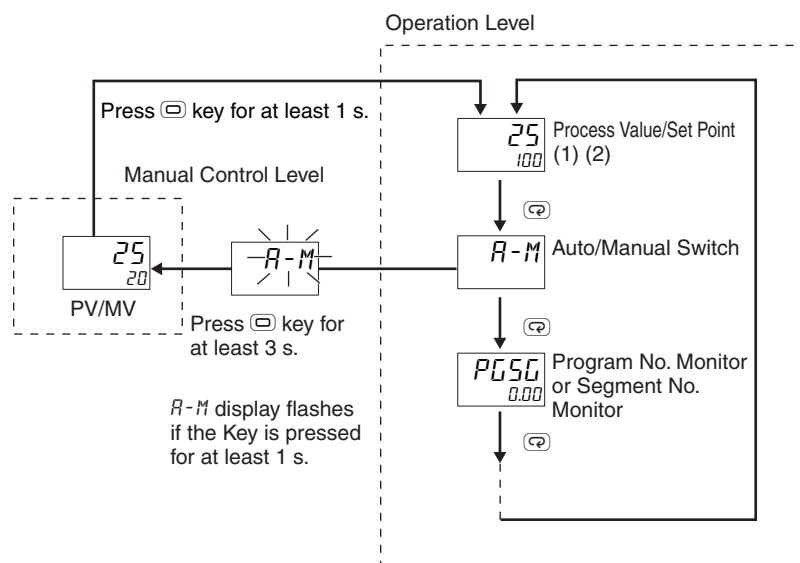 Operation Level
Press key for at least 1 s.
25
100
Process Value/Set Point
(1) (2)
Manual Control Level
25
20
PV/MV
A-M
A-M
Auto/Manual Switch
Press key for
at least 3 s.
PGSG
0.00
Program No. Monitor
or Segment No.
Monitor
A-M display flashes
if the Key is pressed
for at least 1 s.